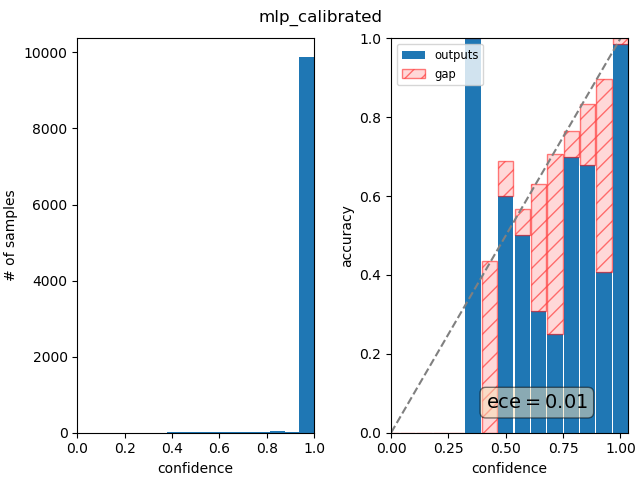 mlp_calibrated
10000
8000
6000
4000
2000
0
# of samples
0.0 0.2 0.4 0.6 0.8 1.0
confidence
1.0
0.8
0.6
0.4
0.2
0.0
accuracy
outputs
gap
ece = 0.01
0.00 0.25 0.50 0.75 1.00
confidence